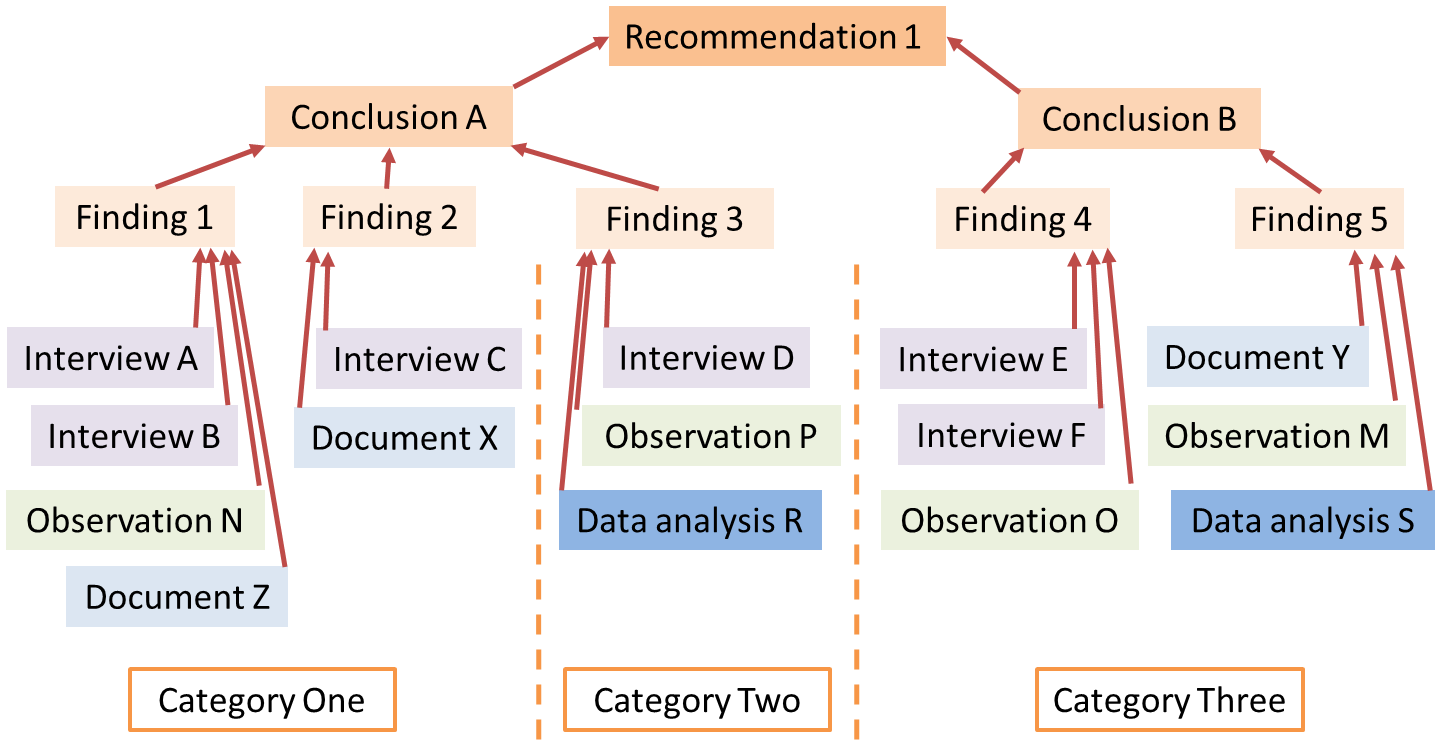 Recommendation 1
Conclusion A
Conclusion B
Finding 1
Finding 2
Finding 3
Finding 4
Finding 5
Interview A
Interview B
Observation N
Document Z
Interview C
Document X
Interview D
Observation P
Data analysis R
Interview E
Interview F
Observation O
Document Y
Observation M
Data analysis S
Category One
Category Two
Category Three